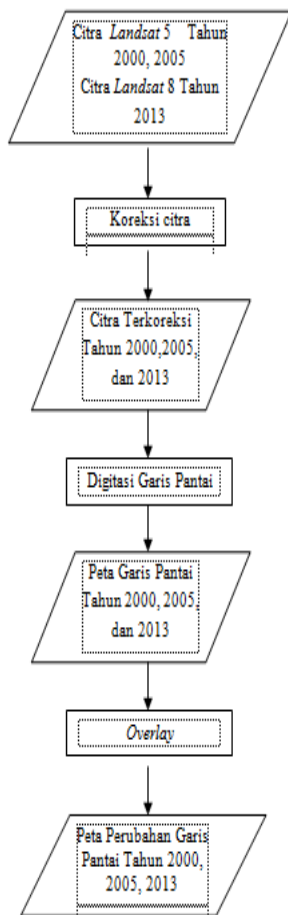 Citra Landsat 5 Tahun
2000, 2005
Citra Landsat 8 Tahun
2013
Koreksi citra
Citra Terkoreksi
Tahun 2000,2005,
dan 2013
Digitasi Garis Pantai
Peta Garis Pantai
Tahun 2000, 2005,
dan 2013
Overlay
Peta Perubahan Garis
Pantai Tahun 2000,
2005, 2013